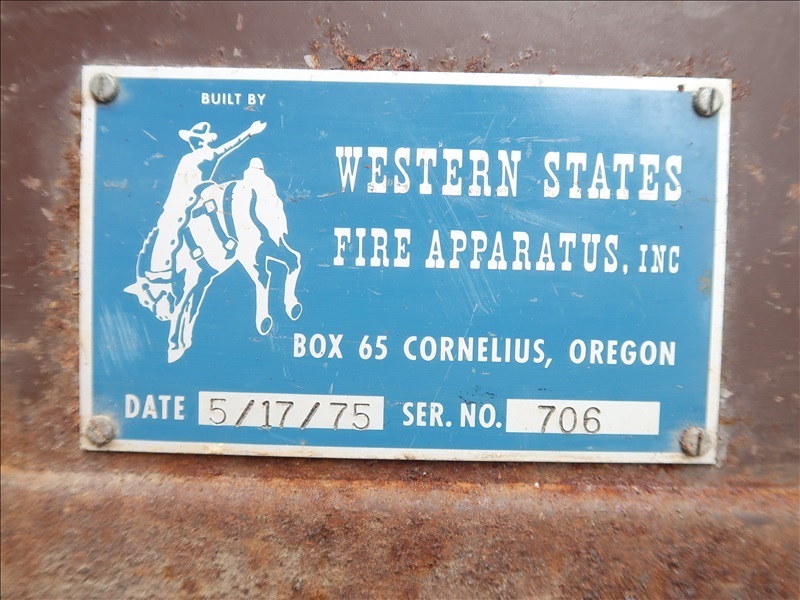 BUILT BY
WESTERN STATES
FIRE APPARATUS, INC
BOX 65 CORNELIUS, OREGON
DATE 5/17/75 SER. NO. 706